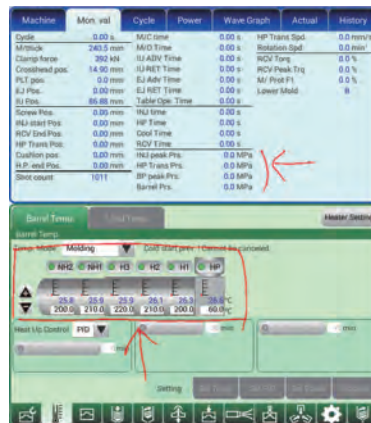 Machine Mon. val Cycle Power Wave Graph Actual History
Cycle 0.00 s M/C time 0.00 s HP Trans Spd. 0.0 mm/s
M/thick 240.5 mm M/O Time 0.00 s Rotation Spd.
Clamp force 392 kN IU ADV Time 0.00 s RCV Torq 0.0 %
Crosshead pos. 14.90 mm IU RET Time 0.00 s RCV Peak Trq 0.0 %
PLT pos. 0.0 mm EJ Adv Time 0.00 s M/ Prot F1 0.0 %
EJ Pos. 0.00 mm EJ RET Time 0.00 s Lower Mold B
IU Pos. 86.88 mm Table Ope. Time 0.00 s
Screw Pos. 0.00 mm INJ time 0.00 s
INJ start Pos. 0.00 mm HP Time 0.00 s
RCV End Pos. 0.00 mm Cool Time 0.00 s
HP Trans Pos. 0.00 mm RCV Time 0.00 s
Cushion pos. 0.00 mm INJ peak Prs. 0.0 MPa
H.P. end Pos. 0.00 mm HP Trans Prs. 0.0 MPa
Shot count 1011 BP peak Prs. 0.0 MPa
Barrel Prs. 0.0 MPa
Barrel Temp. Heater Setting
Barrel Temp.
Temp. Mode Molding Cold start prev. : Cannot be canceled.
NH2 NH1 H3 H2 H1 HP
25.8 25.9 25.9 26.1 26.3 °C
200.0 210.0 220.0 210.0 200.0 60.0 °C
Heat Up Control PID min min
min
Setting